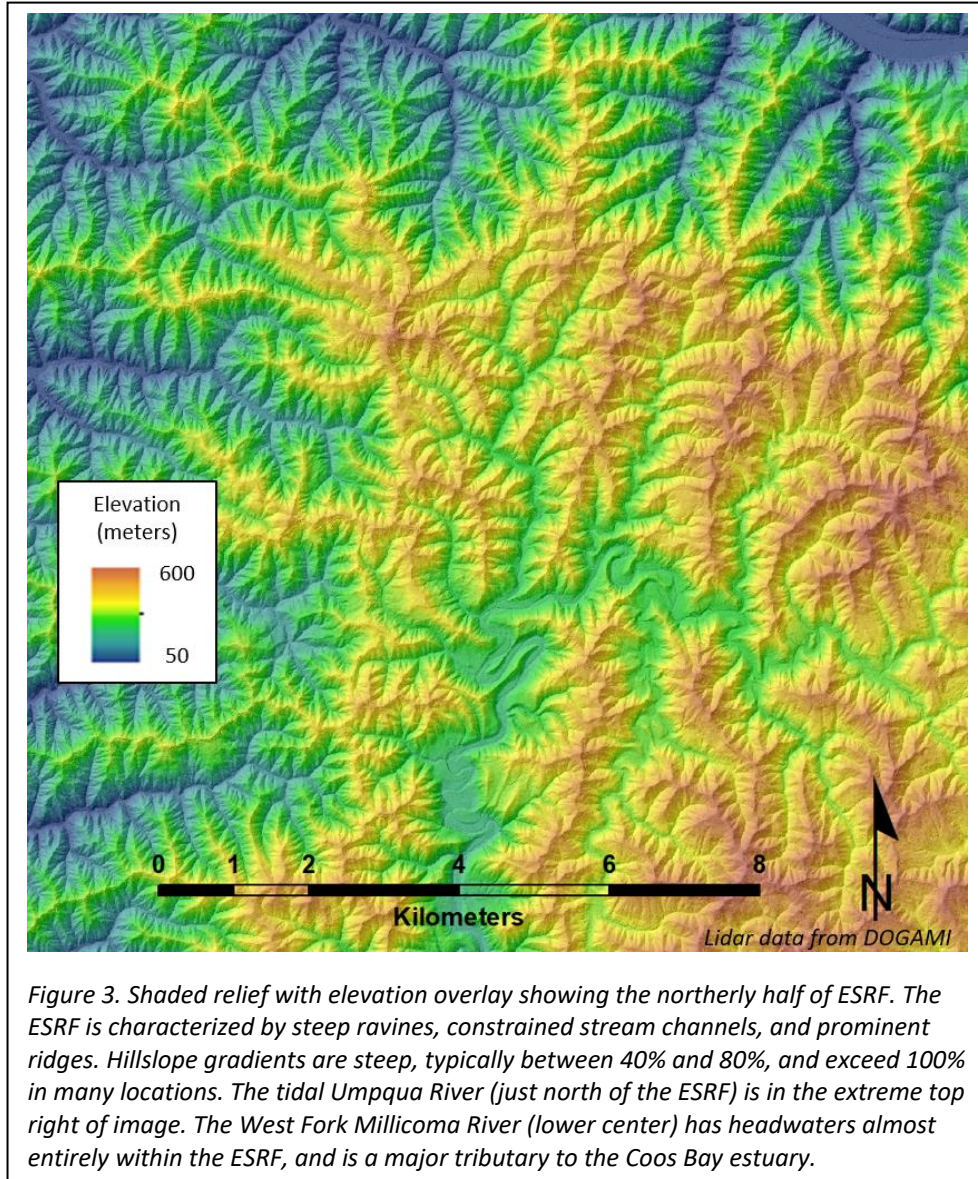 Elevation
(meters)
600
50
0 1 2 4 6 8
Kilometers
N
Lidar data from DOGAMI
Figure 3. Shaded relief with elevation overlay showing the northerly half of ESRF. The
ESRF is characterized by steep ravines, constrained stream channels, and prominent
ridges. Hillslope gradients are steep, typically between 40% and 80%, and exceed 100%
in many locations. The tidal Umpqua River (just north of the ESRF) is in the extreme top
right of image. The West Fork Millicoma River (lower center) has headwaters almost
entirely within the ESRF, and is a major tributary to the Coos Bay estuary.